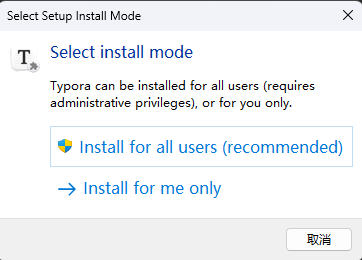 Select Setup Install Mode
Select install mode
Typora can be installed for all users (requires
administrative privileges), or for you only.
Install for all users (recommended)
Install for me only
取消